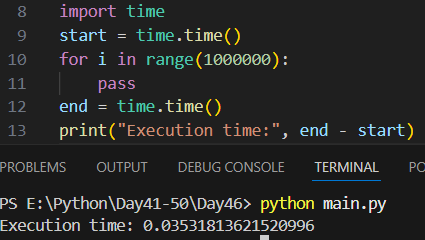 8 import time
9 start = time.time()
10 for i in range(1000000):
11     pass
12 end = time.time()
13 print("Execution time:", end - start)
PROBLEMS OUTPUT DEBUG CONSOLE TERMINAL PO
PS E:\Python\Day41-50\Day46> python main.py
Execution time: 0.03531813621520996